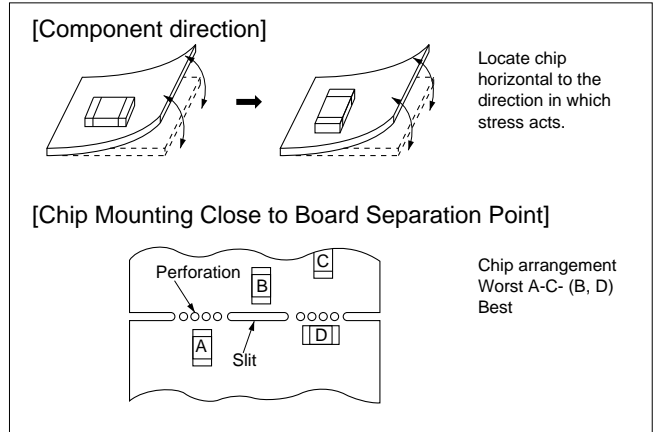 [Component direction]
Locate chip
horizontal to the
direction in which
stress acts.
[Chip Mounting Close to Board Separation Point]
Perforation
C
B
A
D
Slit
Chip arrangement
Worst A-C- (B, D)
Best